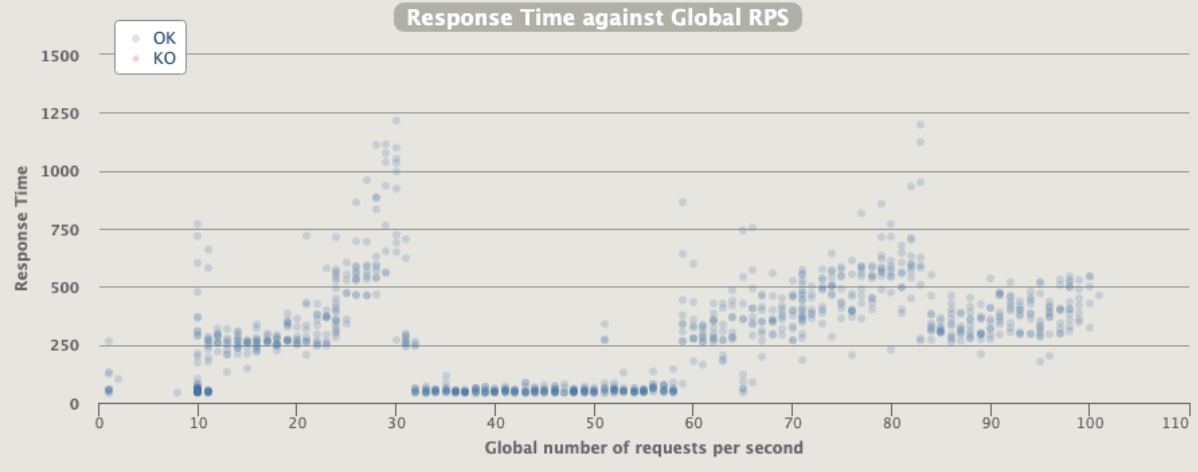 Response Time against Global RPS
OK
KO
1500
1250
1000
750
500
250
0
Response Time
0 10 20 30 40 50 60 70 80 90 100 110
Global number of requests per second